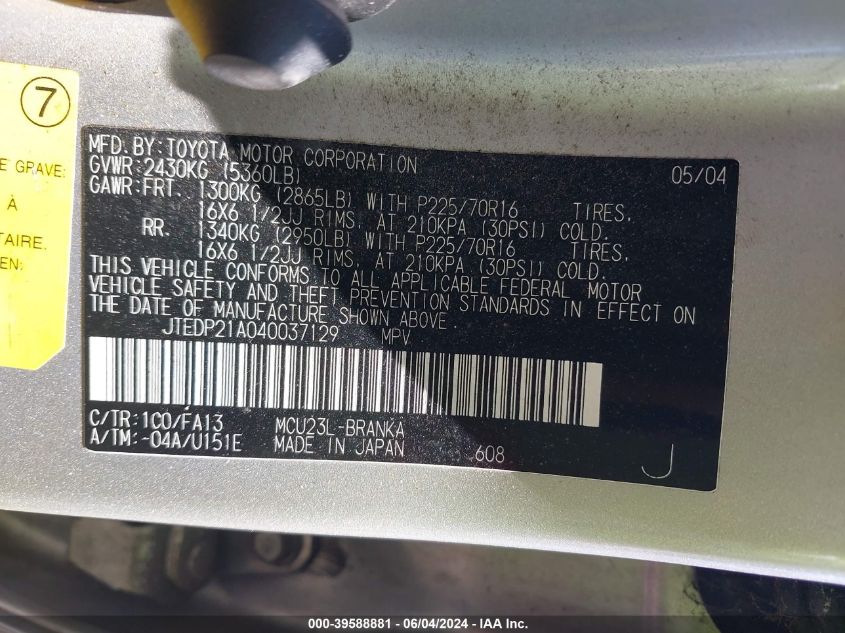 7
E GRAVE:
À
TAIRE.
EN:
MFD. BY: TOYOTA MOTOR CORPORATION 05/04
GVWR: 2430KG (5360LB)
GAWR: FRT. 1300KG (2865LB) WITH P225/70R16 TIRES.
16X6 1/2JJ RIMS, AT 210KPA (30PSI) COLD.
RR. 1340KG (2950LB) WITH P225/70R16 TIRES.
16X6 1/2JJ RIMS, AT 210KPA (30PSI) COLD.
THIS VEHICLE CONFORMS TO ALL APPLICABLE FEDERAL MOTOR
VEHICLE SAFETY AND THEFT PREVENTION STANDARDS IN EFFECT ON
THE DATE OF MANUFACTURE SHOWN ABOVE.
JTEDP21A040037129 MPV
C/TR: 1C0/FA13 MCU23L-BRANKA
A/TM: -04A/U151E MADE IN JAPAN 608
J
000-39588881 - 06/04/2024 - IAA Inc.